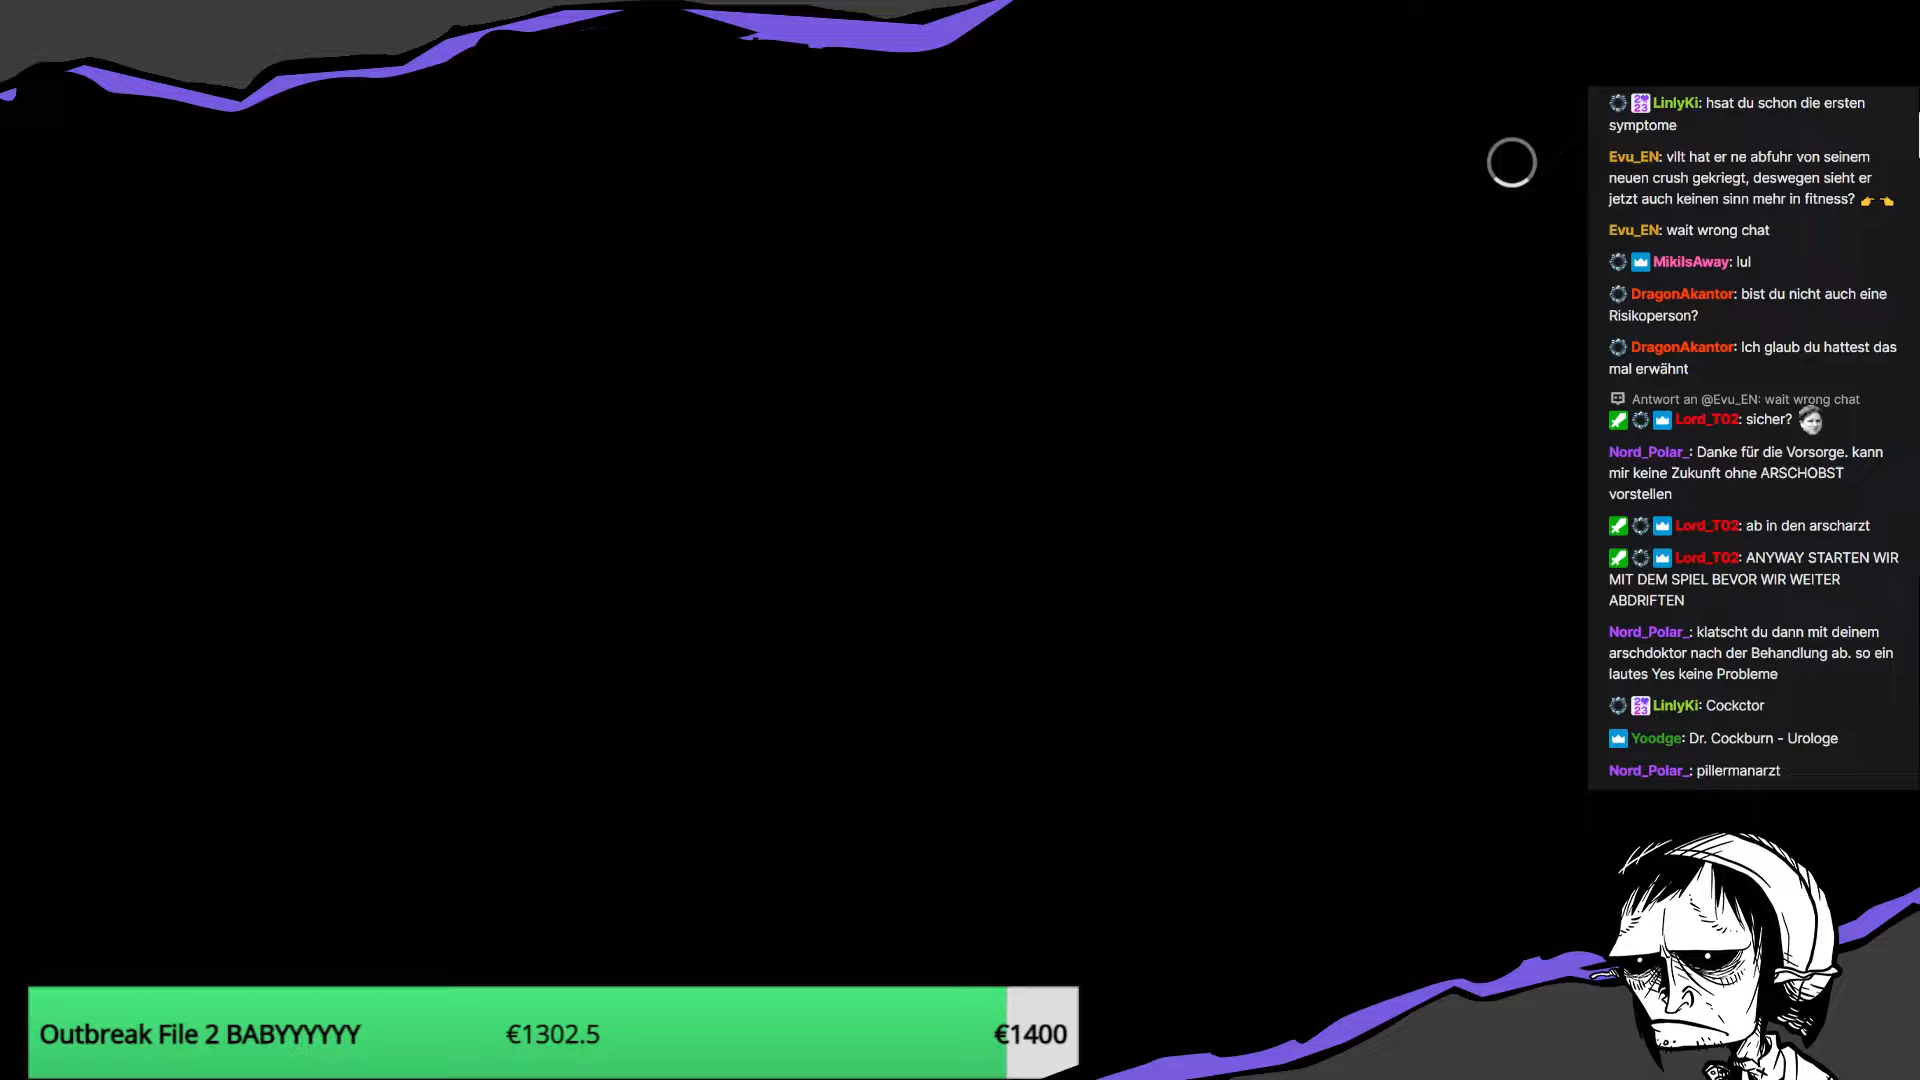 LinlyKi: hsat du schon die ersten
symptome
Evu_EN: vllt hat er ne abfuhr von seinem
neuen crush gekriegt, deswegen sieht er
jetzt auch keinen sinn mehr in fitness?
Evu_EN: wait wrong chat
MikilsAway: lul
DragonAkantor: bist du nicht auch eine
Risikoperson?
DragonAkantor: Ich glaub du hattest das
mal erwähnt
Antwort an @Evu_EN: wait wrong chat
Lord_T02: sicher?
Nord_Polar_: Danke für die Vorsorge. kann
mir keine Zukunft ohne ARSCHOBST
vorstellen
Lord_T02: ab in den arscharzt
Lord_T02: ANYWAY STARTEN WIR
MIT DEM SPIEL BEVOR WIR WEITER
ABDRIFTEN
Nord_Polar_: klatscht du dann mit deinem
arschdoktor nach der Behandlung ab. so ein
lautes Yes keine Probleme
LinlyKi: Cockctor
Yoodge: Dr. Cockburn - Urologe
Nord_Polar_: pillermanarzt
Outbreak File 2 BABYYYYYY €1302.5 €1400